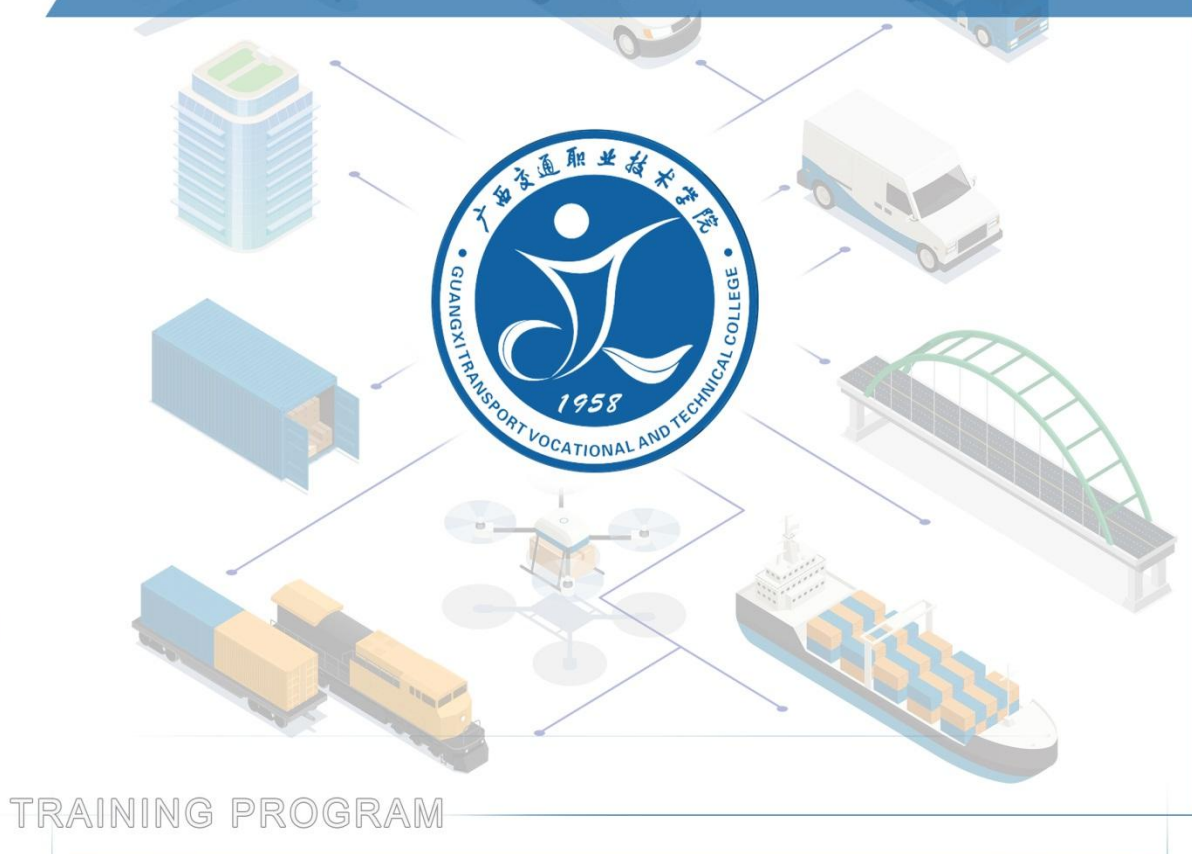 广西交通职业技术学院
GUANGXI TRANSPORT VOCATIONAL AND TECHNICAL COLLEGE
1958
TRAINING PROGRAM